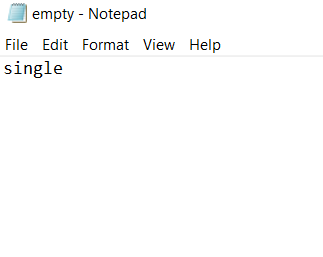 empty - Notepad
File Edit Format View Help
single